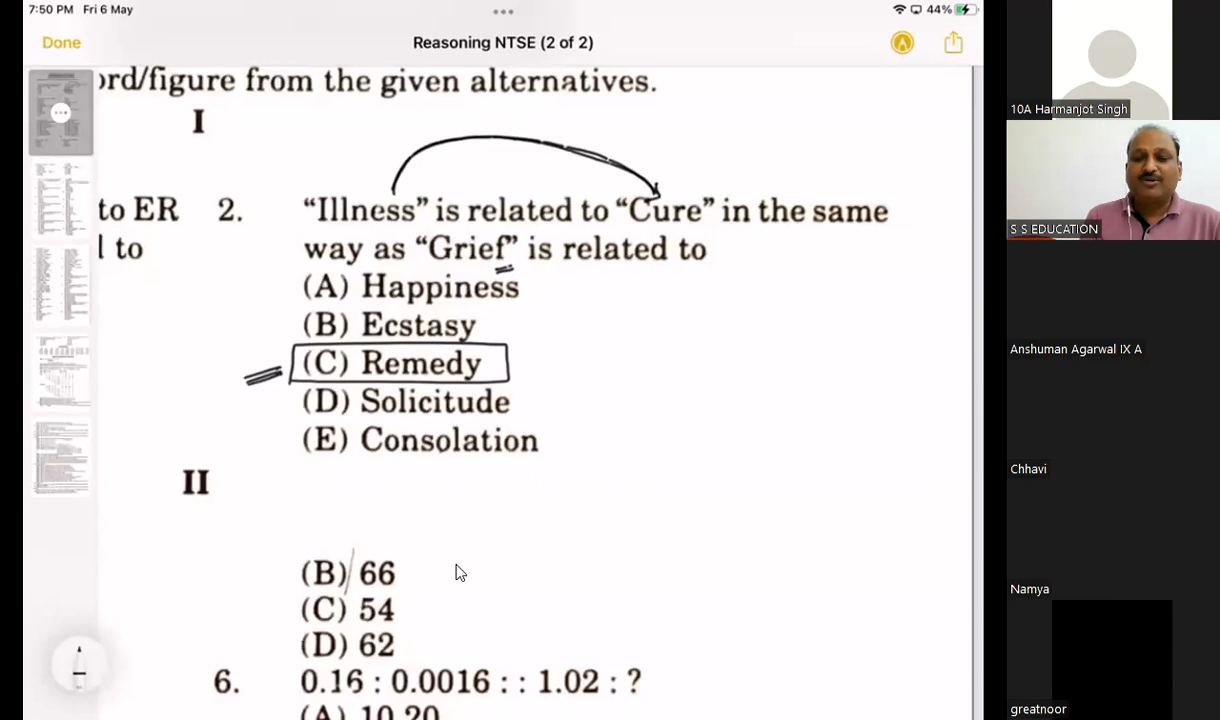 7:50 PM Fri 6 May
44%
Done
Reasoning NTSE (2 of 2)
ord/figure from the given alternatives.
I
to ER
l to
2. "Illness" is related to "Cure" in the same
way as "Grief" is related to
(A) Happiness
(B) Ecstasy
(C) Remedy
(D) Solicitude
(E) Consolation
II
(B) 66
(C) 54
(D) 62
6. 0.16 : 0.0016 : : 1.02 : ?
(A) 10.20
10A Harmanjot Singh
S S EDUCATION
Anshuman Agarwal IX A
Chhavi
Namya
greatnoor